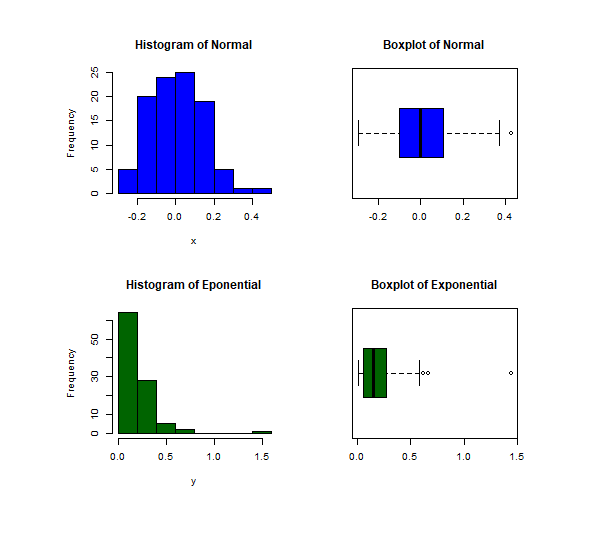 Histogram of Normal
Frequency
25
20
15
10
5
0
-0.2 0.0 0.2 0.4
x
Boxplot of Normal
-0.2 0.0 0.2 0.4
Histogram of Eponential
Frequency
50
30
10
0
0.0 0.5 1.0 1.5
y
Boxplot of Exponential
0.0 0.5 1.0 1.5